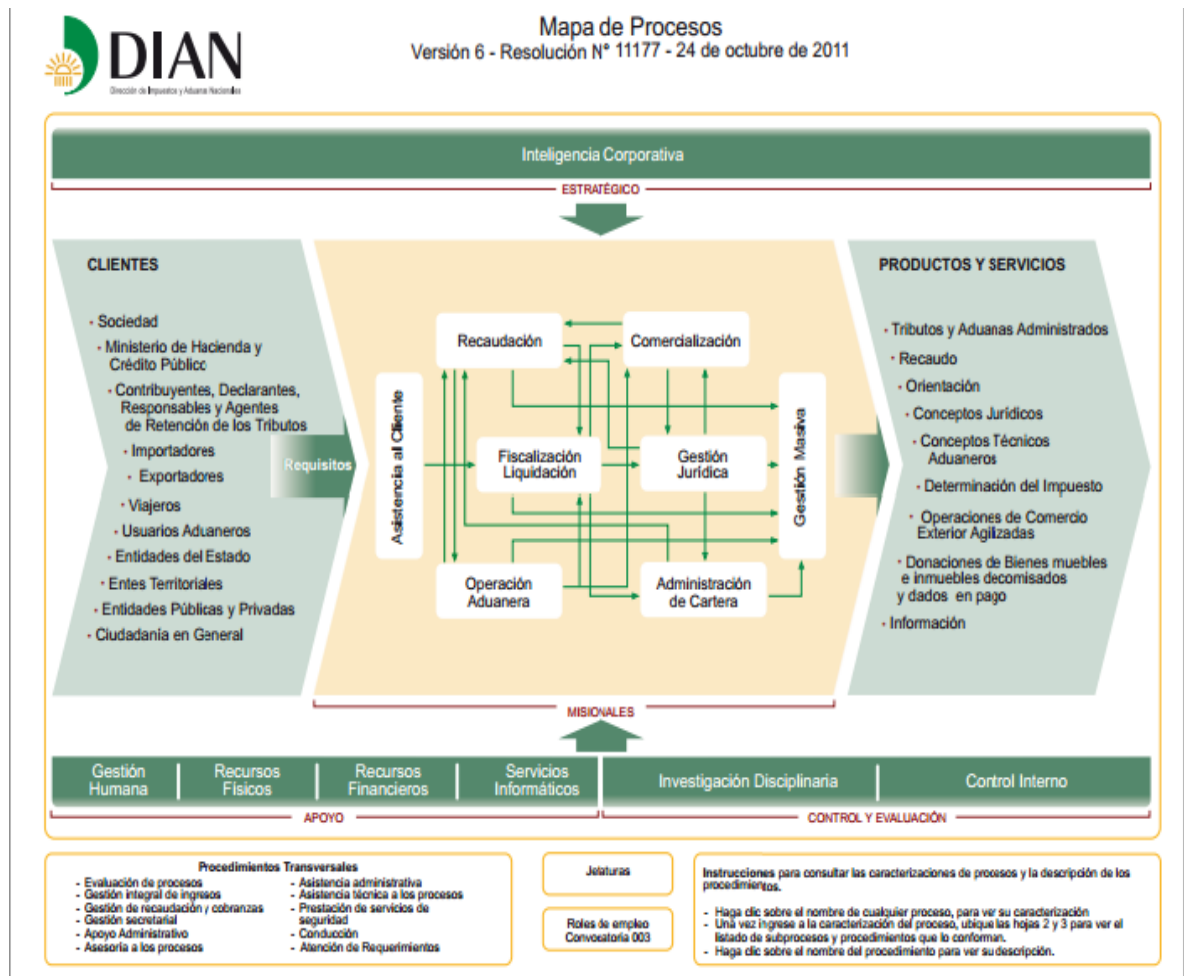 DIAN
Dirección de Impuestos y Aduanas Nacionales
Mapa de Procesos
Versión 6 - Resolución N° 11177 - 24 de octubre de 2011
Inteligencia Corporativa
ESTRATÉGICO
CLIENTES
• Sociedad
• Ministerio de Hacienda y
Crédito Público
• Contribuyentes, Declarantes,
Responsables y Agentes
de Retención de los Tributos
• Importadores
• Exportadores
• Viajeros
• Usuarios Aduaneros
• Entidades del Estado
• Entes Territoriales
• Entidades Públicas y Privadas
• Ciudadanía en General
Requisitos
Asistencia al Cliente
Recaudación
Comercialización
Fiscalización
Liquidación
Gestión
Jurídica
Operación
Aduanera
Administración
de Cartera
Gestión Masiva
MISIONALES
PRODUCTOS Y SERVICIOS
• Tributos y Aduanas Administrados
• Recaudo
• Orientación
• Conceptos Jurídicos
• Conceptos Técnicos
Aduaneros
• Determinación del Impuesto
• Operaciones de Comercio
Exterior Agilizadas
• Donaciones de Bienes muebles
e inmuebles decomisados
y dados en pago
• Información
Gestión
Humana
Recursos
Físicos
Recursos
Financieros
Servicios
Informáticos
Investigación Disciplinaria
Control Interno
APOYO
CONTROL Y EVALUACIÓN
Procedimientos Transversales
- Evaluación de procesos
- Gestión integral de ingresos
- Gestión de recaudación y cobranzas
- Gestión secretarial
- Apoyo Administrativo
- Asesoría a los procesos
- Asistencia administrativa
- Asistencia técnica a los procesos
- Prestación de servicios de
seguridad
- Conducción
- Atención de Requerimientos
Jefaturas
Roles de empleo
Convocatoria 003
Instrucciones para consultar las caracterizaciones de procesos y la descripción de los
procedimientos.
- Haga clic sobre el nombre de cualquier proceso, para ver su caracterización
- Una vez ingrese a la caracterización del proceso, ubique las hojas 2 y 3 para ver el
listado de subprocesos y procedimientos que lo conforman.
- Haga clic sobre el nombre del procedimiento para ver su descripción.